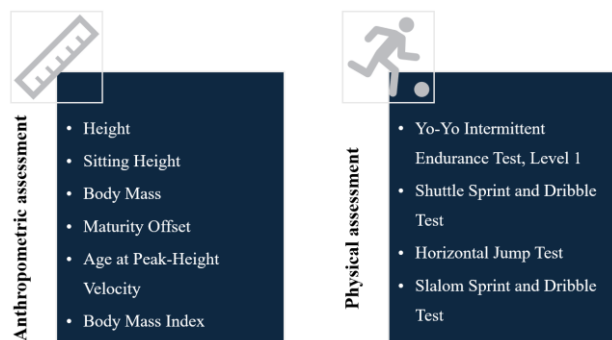 Anthropometric assessment
• Height
• Sitting Height
• Body Mass
• Maturity Offset
• Age at Peak-Height
Velocity
• Body Mass Index
Physical assessment
• Yo-Yo Intermittent
Endurance Test, Level 1
• Shuttle Sprint and Dribble
Test
• Horizontal Jump Test
• Slalom Sprint and Dribble
Test